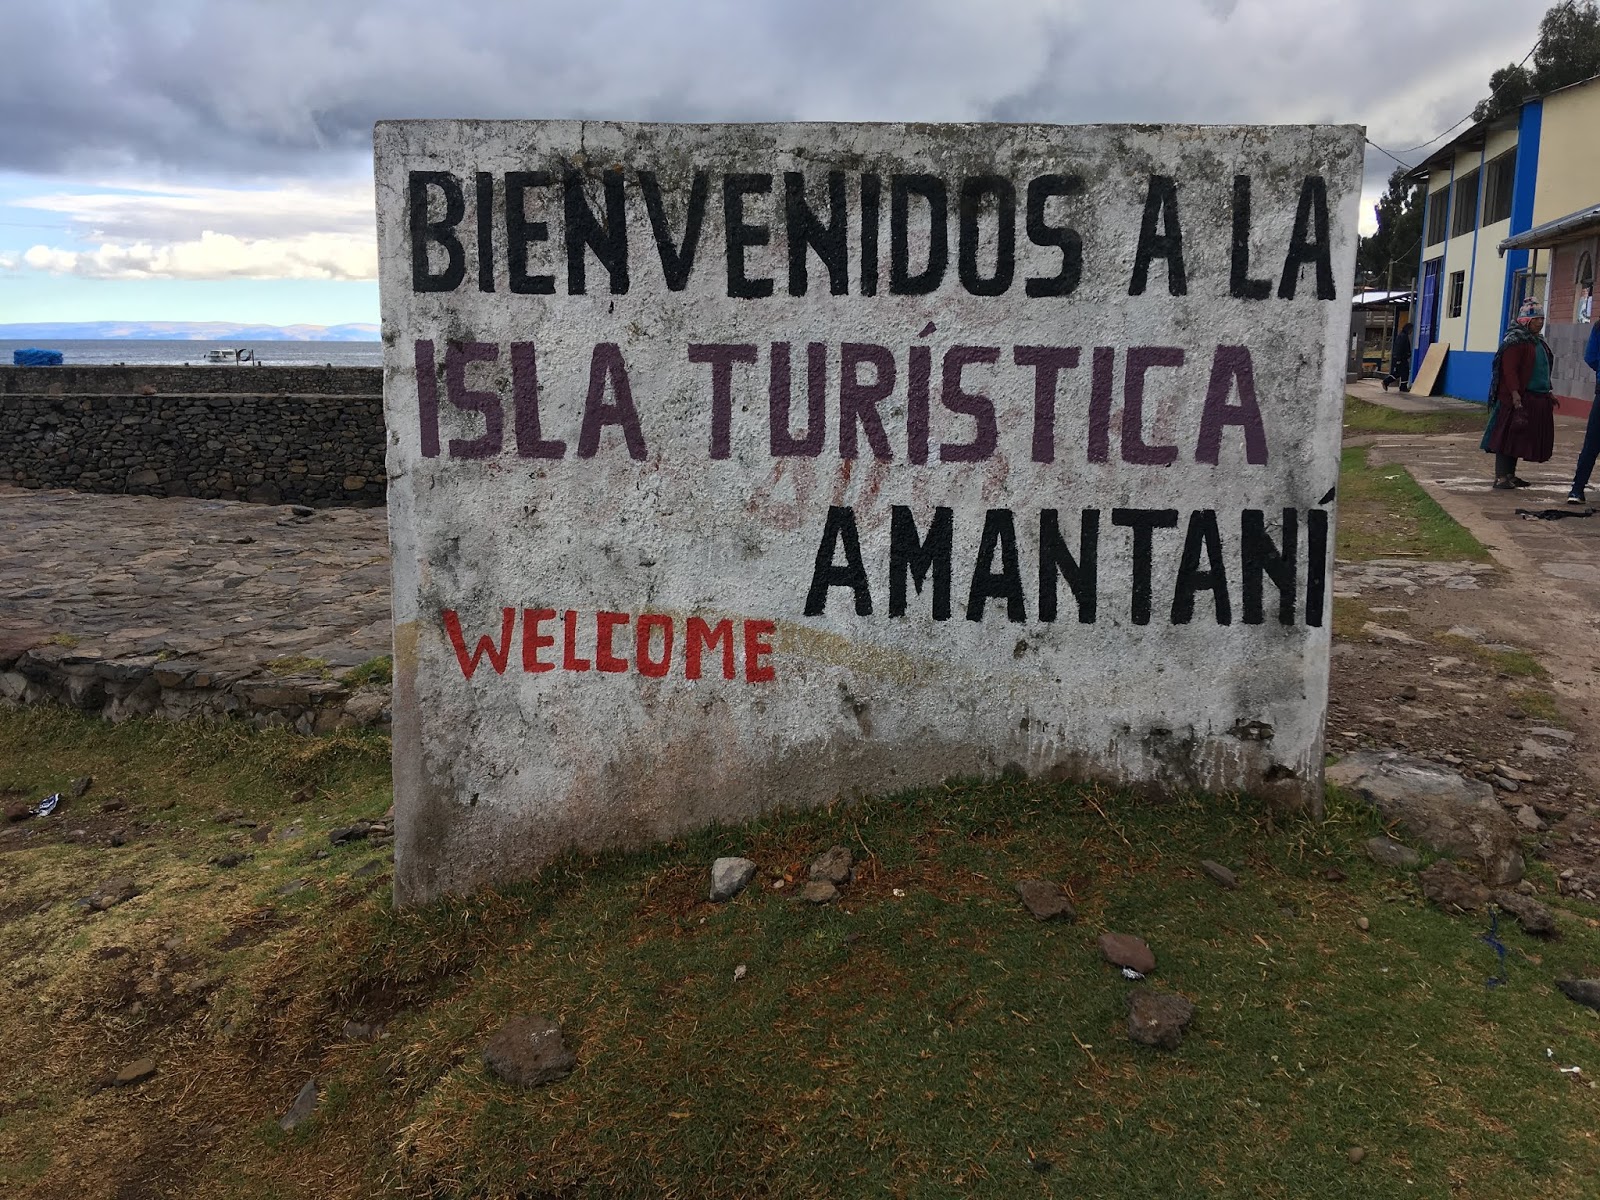 BIENVENIDOS A LA
ISLA TURÍSTICA
AMANTANÍ
WELCOME